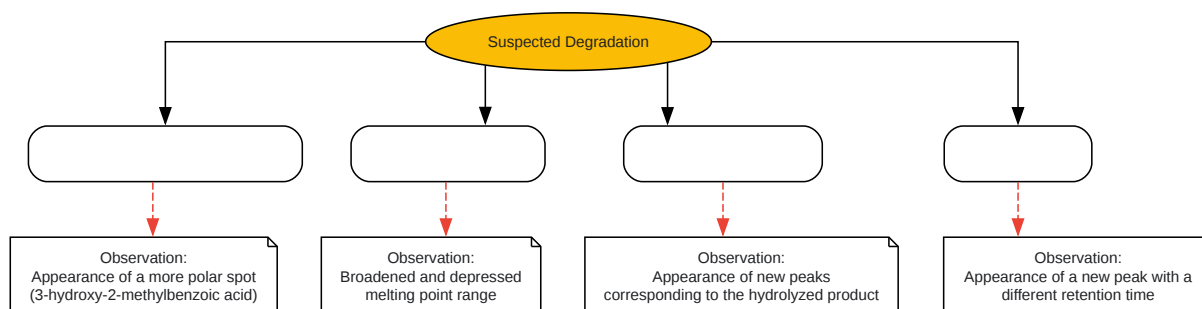 Suspected Degradation
Observation:
Appearance of a more polar spot
(3-hydroxy-2-methylbenzoic acid)
Observation:
Broadened and depressed
melting point range
Observation:
Appearance of new peaks
corresponding to the hydrolyzed product
Observation:
Appearance of a new peak with a
different retention time